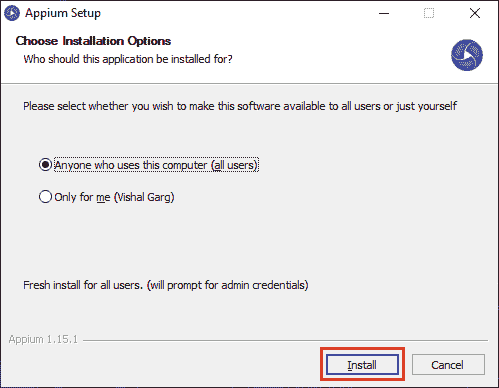 Appium Setup
Choose Installation Options
Who should this application be installed for?
Please select whether you wish to make this software available to all users or just yourself
Anyone who uses this computer (all users)
Only for me (Vishal Garg)
Fresh install for all users. (will prompt for admin credentials)
Appium 1.15.1
Install
Cancel